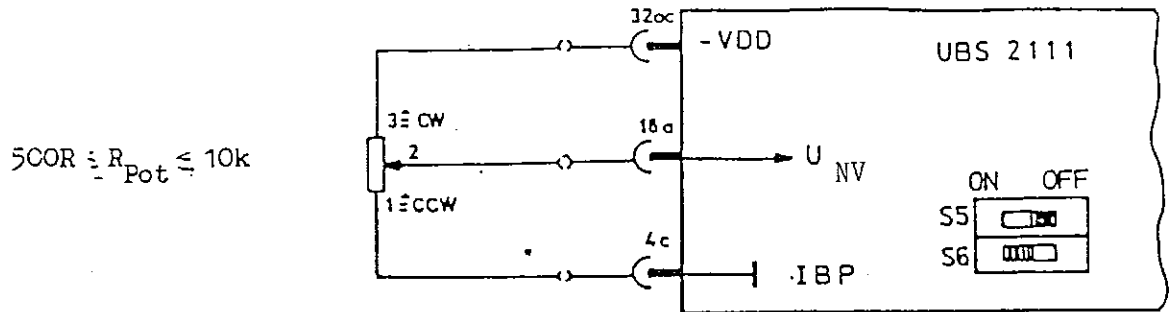 32ac
-VDD
UBS 2111
3≙CW
18a
5COR ≤ R_Pot ≤ 10k
2
U_NV
ON OFF
1≙CCW
S5
4c
S6
IBP